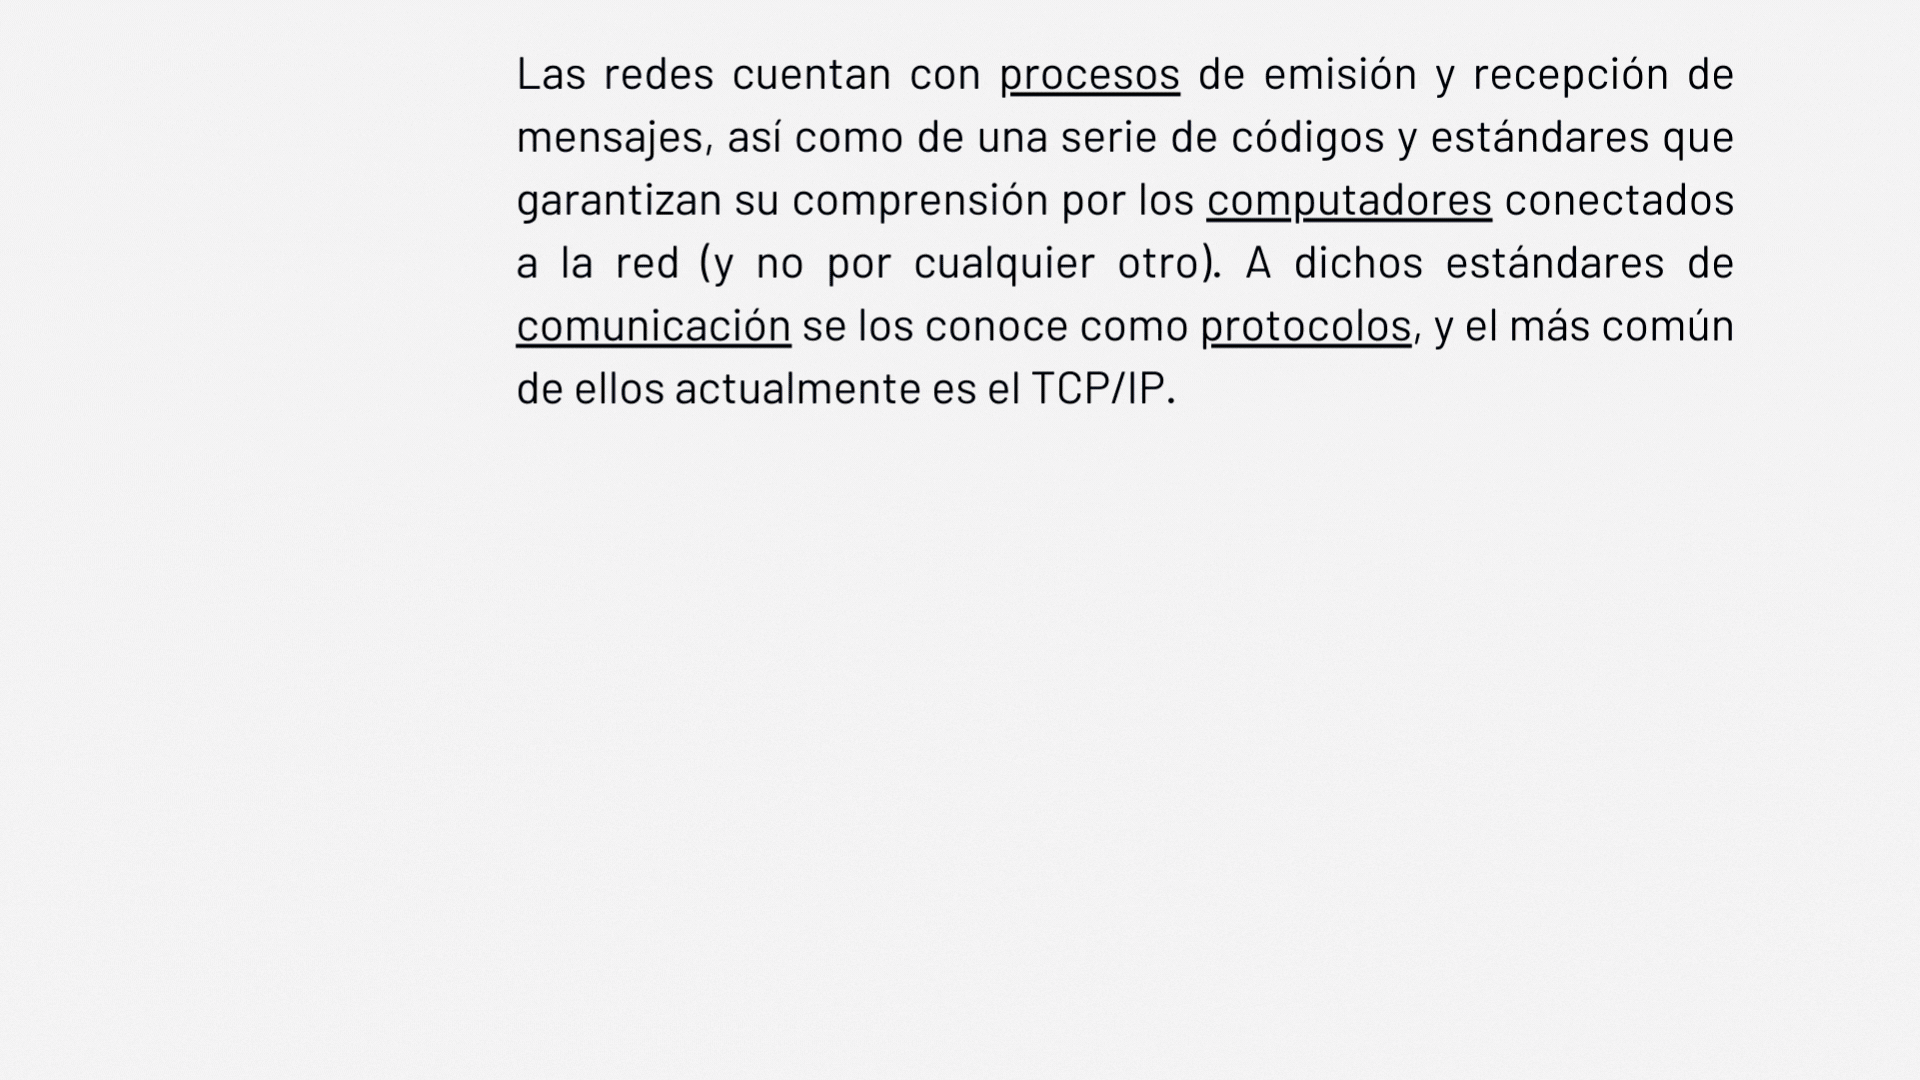 Las redes cuentan con procesos de emisión y recepción de
mensajes, así como de una serie de códigos y estándares que
garantizan su comprensión por los computadores conectados
a la red (y no por cualquier otro). A dichos estándares de
comunicación se los conoce como protocolos, y el más común
de ellos actualmente es el TCP/IP.